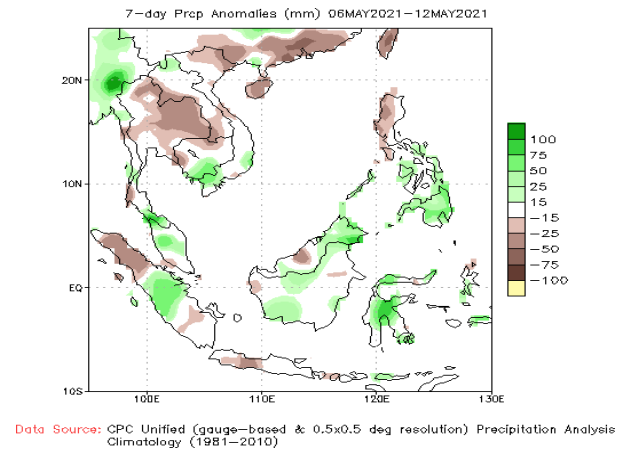 7-day Prcp Anomalies (mm) 06MAY2021-12MAY2021
20N
10N
EQ
10S
100E
110E
120E
130E
100
75
50
25
15
-15
-25
-50
-75
-100
Data Source: CPC Unified (gauge-based & 0.5x0.5 deg resolution) Precipitation Analysis
Climatology (1981-2010)